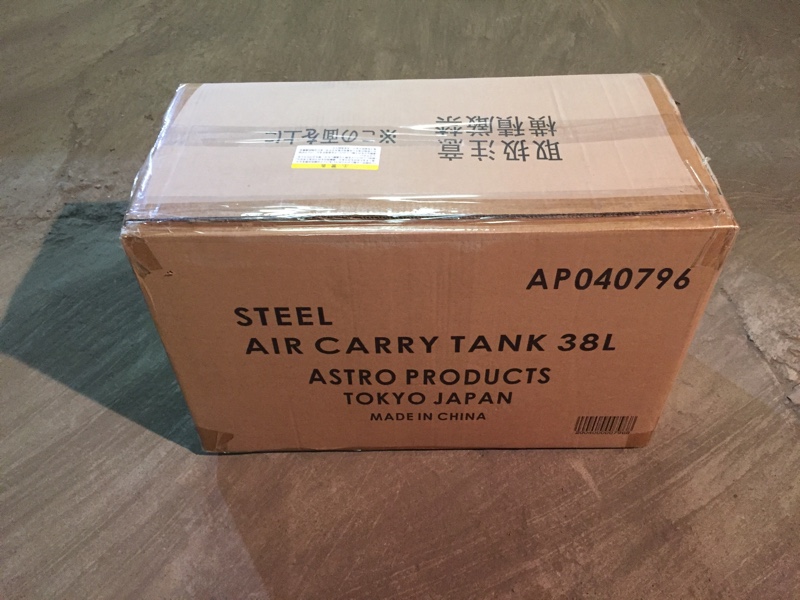 取扱注意
横積厳禁
※この面を上に
AP040796
STEEL
AIR CARRY TANK 38L
ASTRO PRODUCTS
TOKYO JAPAN
MADE IN CHINA